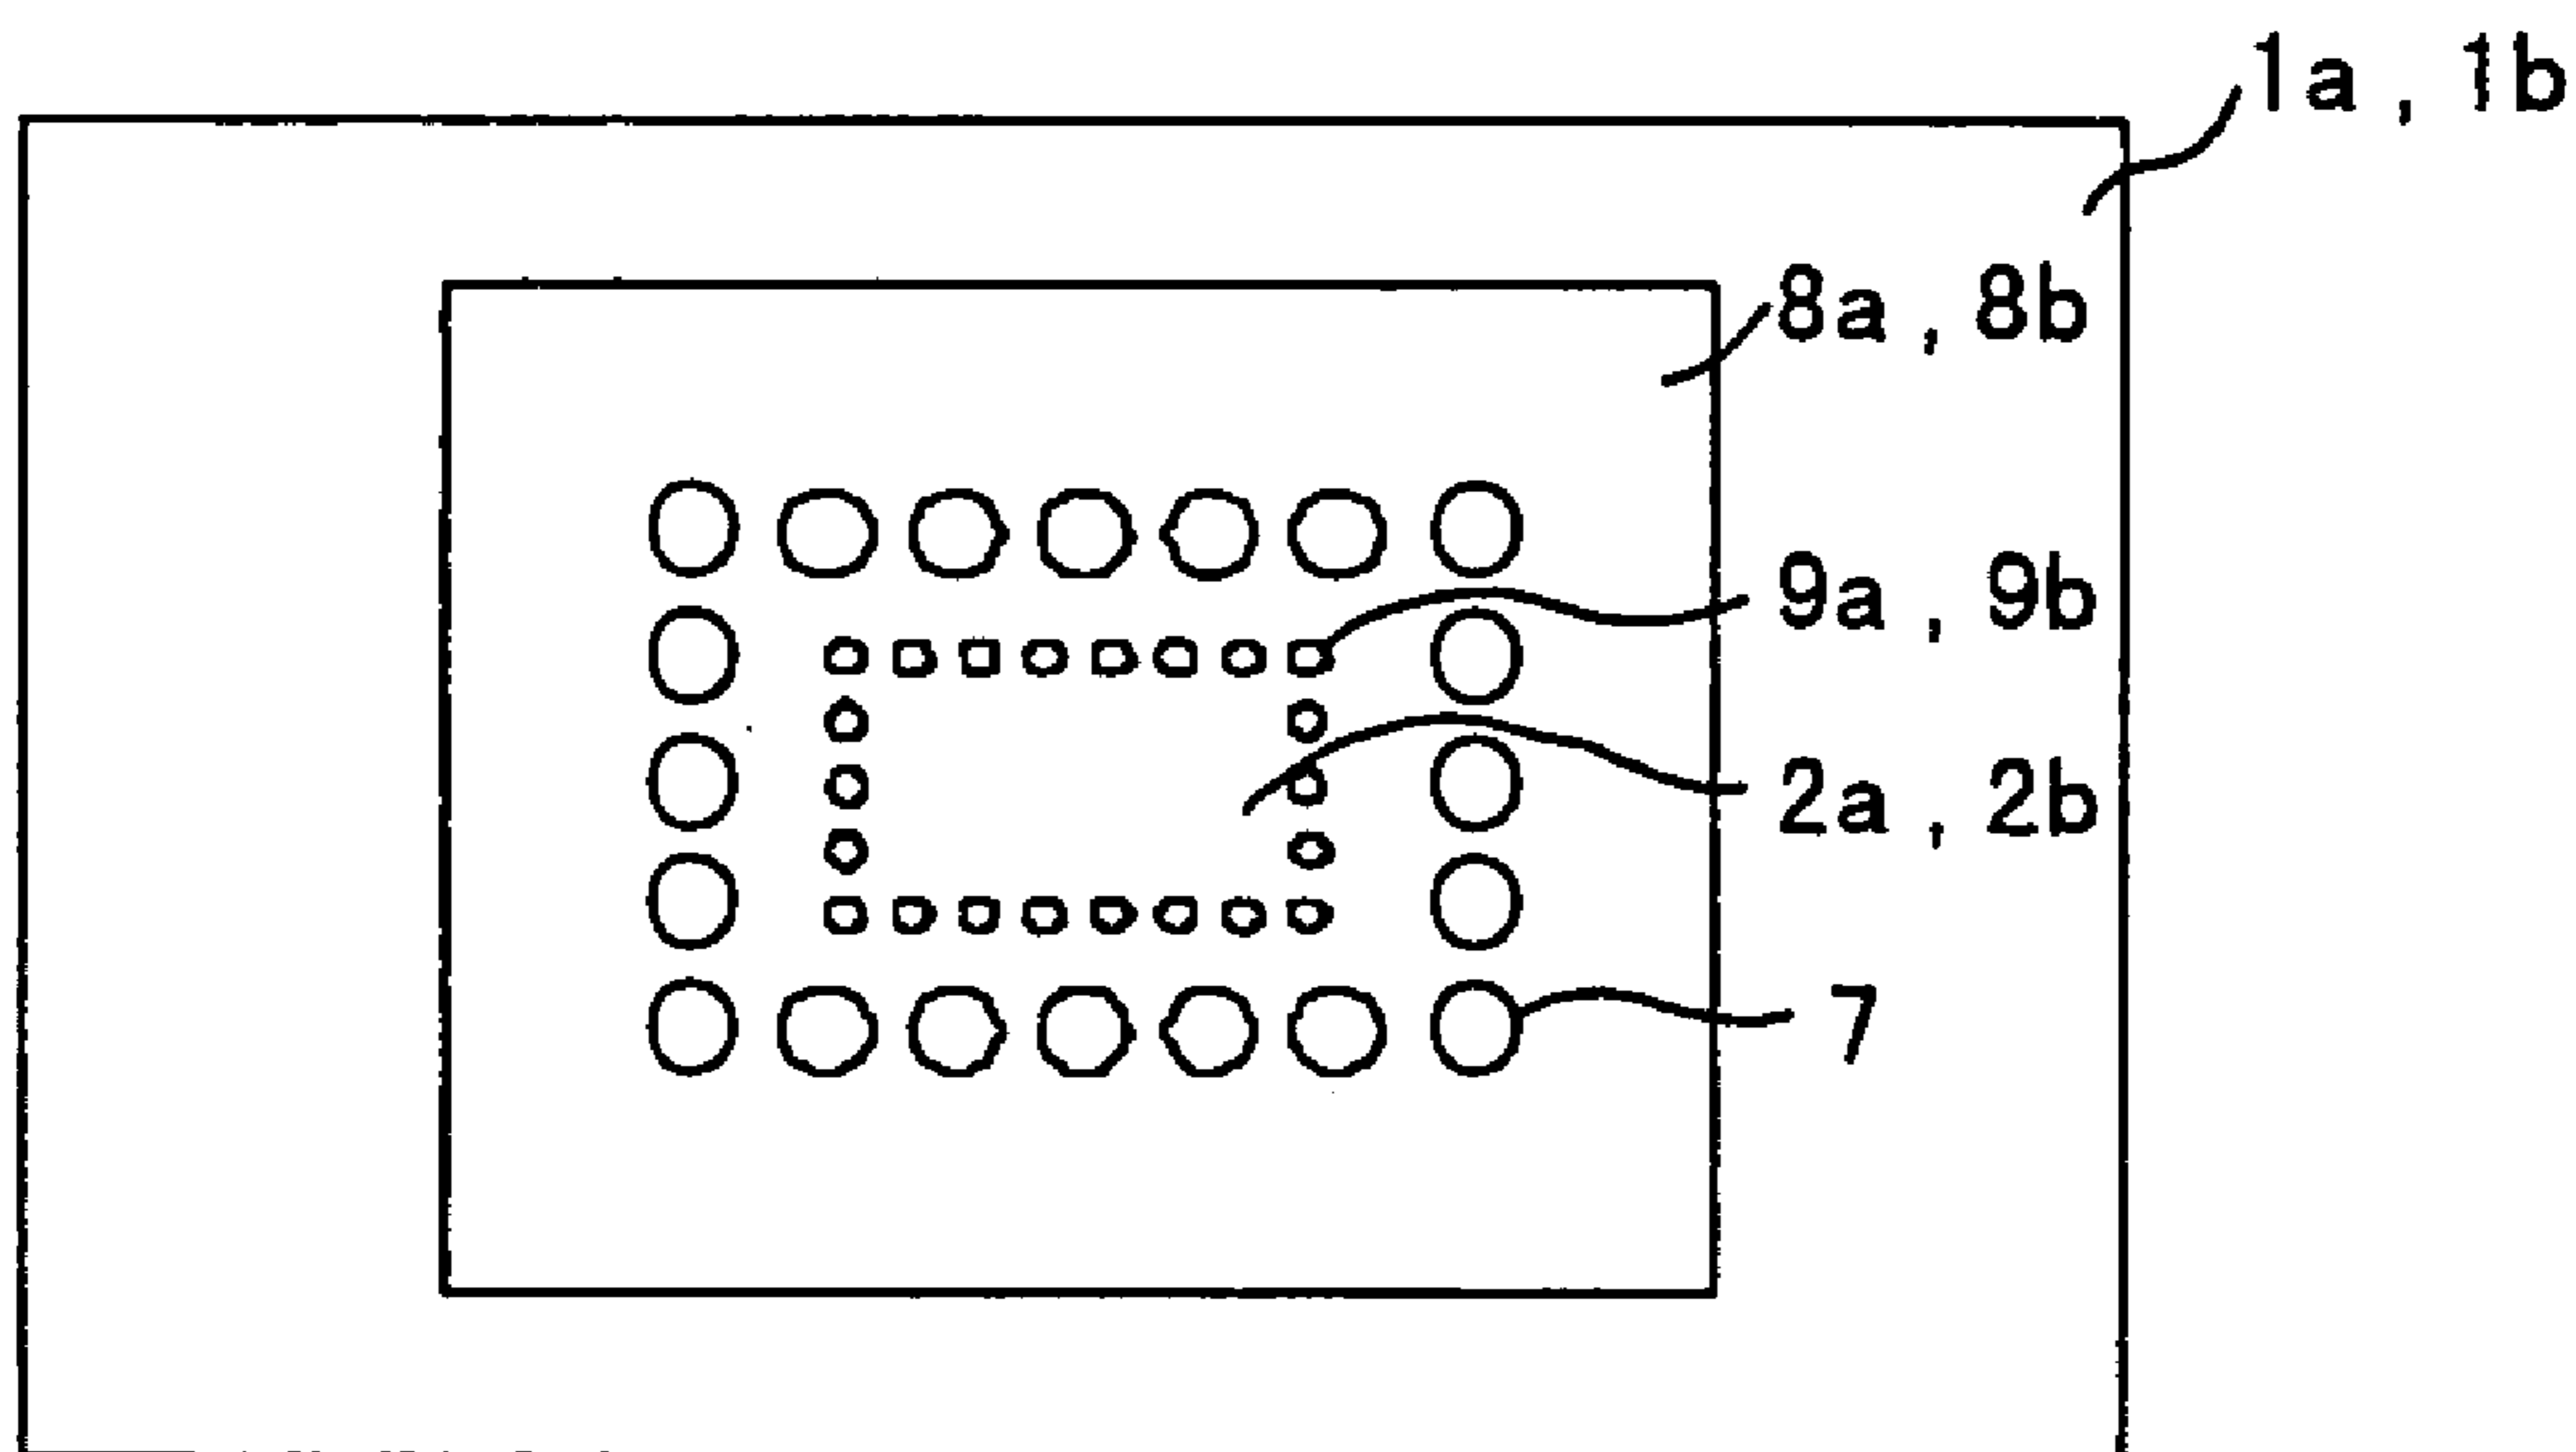 1a , 1b
8a , 8b
9a , 9b
2a , 2b
7